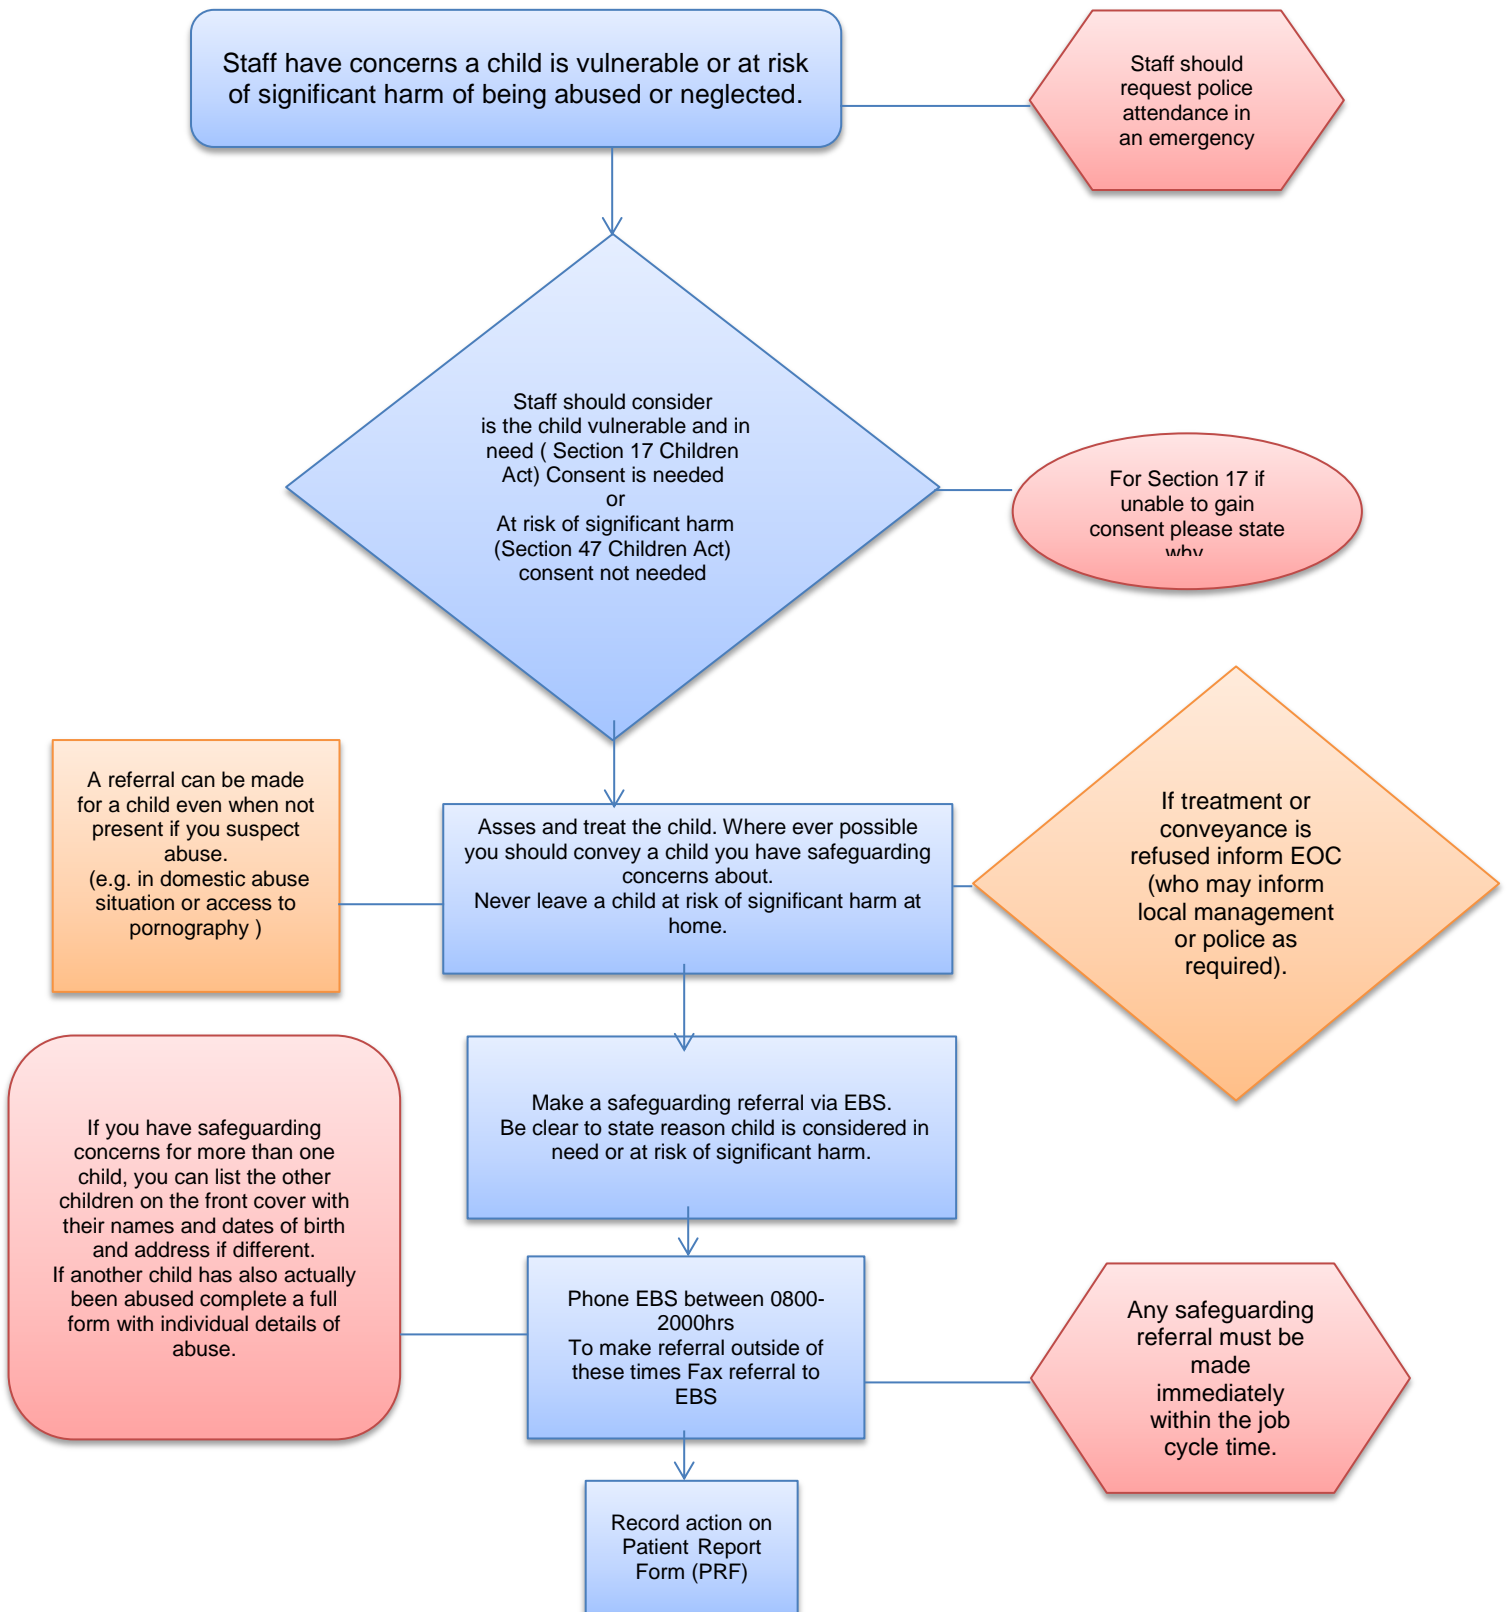 Staff have concerns a child is vulnerable or at risk
of significant harm of being abused or neglected.
Staff should
request police
attendance in
an emergency
Staff should consider
is the child vulnerable and in
need ( Section 17 Children
Act) Consent is needed
or
At risk of significant harm
(Section 47 Children Act)
consent not needed
For Section 17 if
unable to gain
consent please state
why
A referral can be made
for a child even when not
present if you suspect
abuse.
(e.g. in domestic abuse
situation or access to
pornography )
Asses and treat the child. Where ever possible
you should convey a child you have safeguarding
concerns about.
Never leave a child at risk of significant harm at
home.
If treatment or
conveyance is
refused inform EOC
(who may inform
local management
or police as
required).
Make a safeguarding referral via EBS.
Be clear to state reason child is considered in
need or at risk of significant harm.
If you have safeguarding
concerns for more than one
child, you can list the other
children on the front cover with
their names and dates of birth
and address if different.
If another child has also actually
been abused complete a full
form with individual details of
abuse.
Phone EBS between 0800-
2000hrs
To make referral outside of
these times Fax referral to
EBS
Any safeguarding
referral must be
made
immediately
within the job
cycle time.
Record action on
Patient Report
Form (PRF)